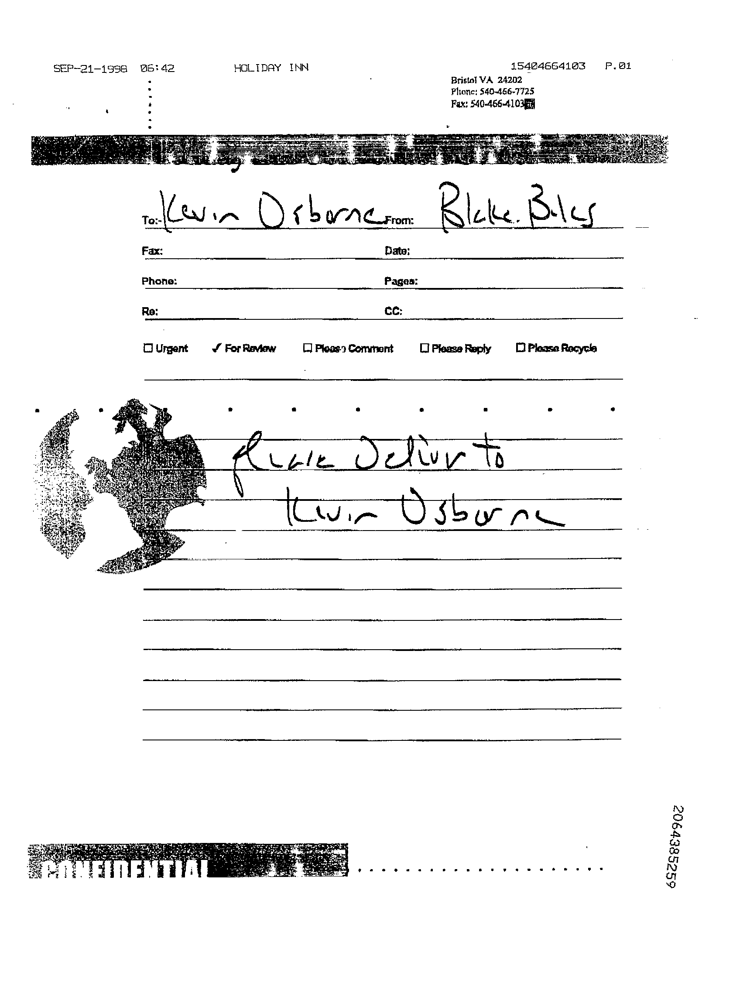 SEP-21-1998 06:42 HOLIDAY INN 15404664103 P.01
Bristol VA 24202
Phone: 540-466-7725
Fax: 540-466-4103
To: Kevin Osborne From: Blake Biles
Fax: Date:
Phone: Pages:
Re: CC:
☐ Urgent ✓ For Review ☐ Please Comment ☐ Please Reply ☐ Please Recycle
Please Deliver to
Kevin Osborne
2064385259
CONFIDENTIAL